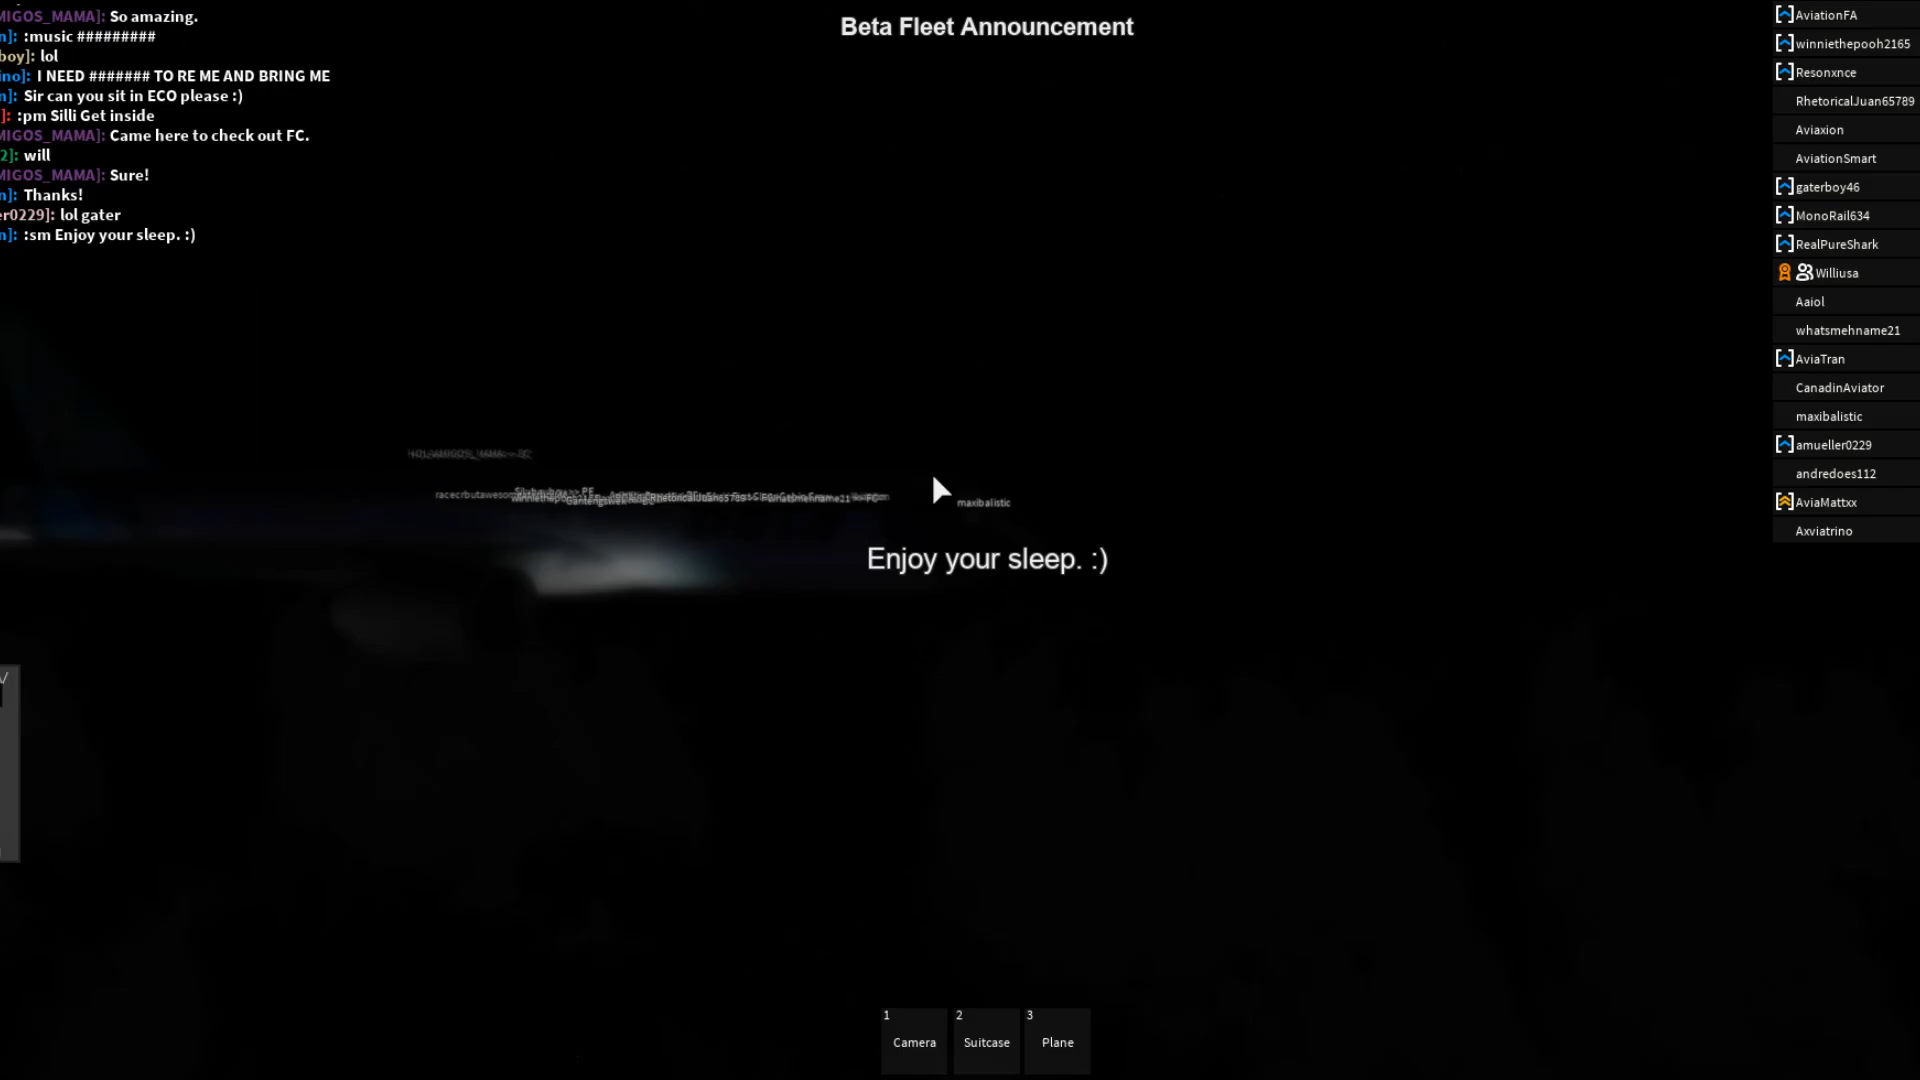 MIGOS_MAMA]: So amazing.
n]: :music #########
boy]: lol
ino]: I NEED ####### TO RE ME AND BRING ME
n]: Sir can you sit in ECO please :)
]: :pm Silli Get inside
MIGOS_MAMA]: Came here to check out FC.
2]: will
MIGOS_MAMA]: Sure!
n]: Thanks!
er0229]: lol gater
n]: :sm Enjoy your sleep. :)
Beta Fleet Announcement
AviationFA
winniethepooh2165
Resonxnce
RhetoricalJuan65789
Aviaxion
AviationSmart
gaterboy46
MonoRail634
RealPureShark
Williusa
Aaiol
whatsmehname21
AviaTran
CanadinAviator
maxibalistic
amueller0229
andredoes112
AviaMattxx
Axviatrino
maxibalistic
Enjoy your sleep. :)
1 2 3
Camera Suitcase Plane